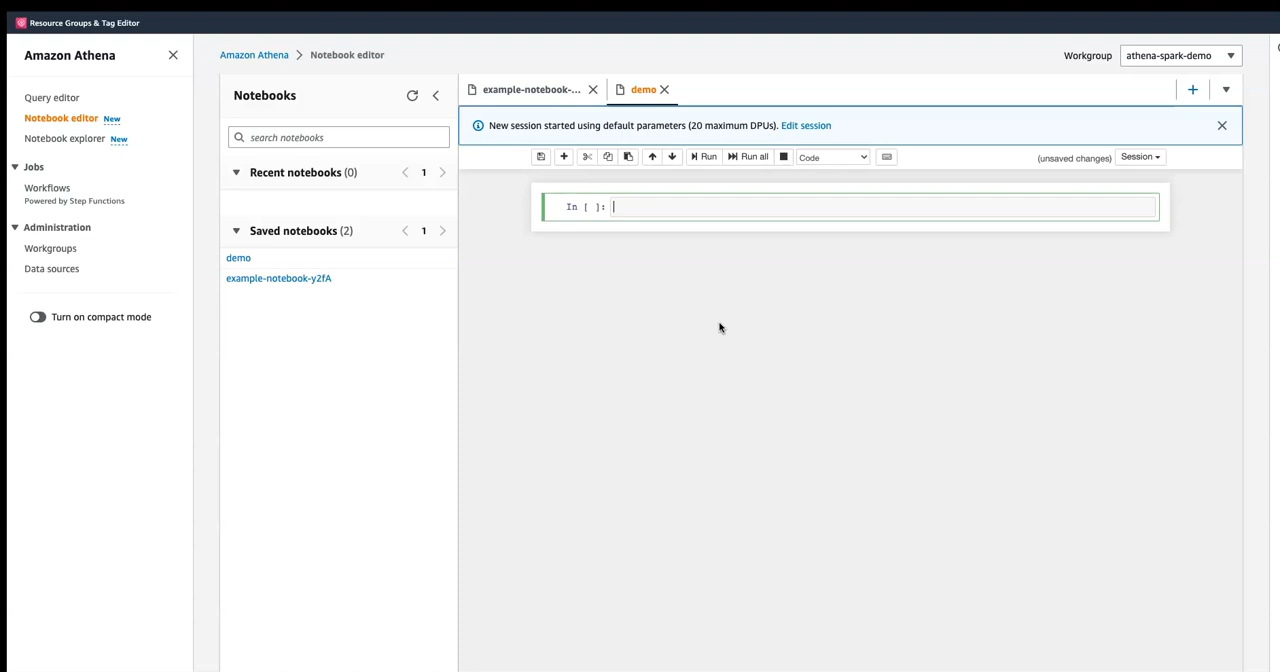 Resource Groups & Tag Editor
Amazon Athena
Query editor
Notebook editor New
Notebook explorer New
Jobs
Workflows
Powered by Step Functions
Administration
Workgroups
Data sources
Turn on compact mode
Amazon Athena > Notebook editor
Workgroup athena-spark-demo
Notebooks
search notebooks
Recent notebooks (0) 1
Saved notebooks (2) 1
demo
example-notebook-y2fA
example-notebook-... demo
New session started using default parameters (20 maximum DPUs). Edit session
Run Run all Code (unsaved changes) Session
In [ ]: